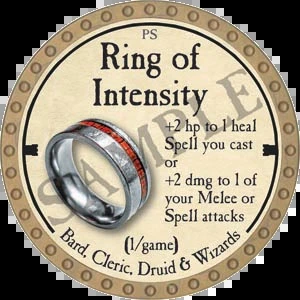 PS
Ring of
Intensity
+2 hp to 1 heal
Spell you cast
or
+2 dmg to 1 of
your Melee or
Spell attacks
(1/game)
Bard, Cleric, Druid & Wizards
SAMPLE